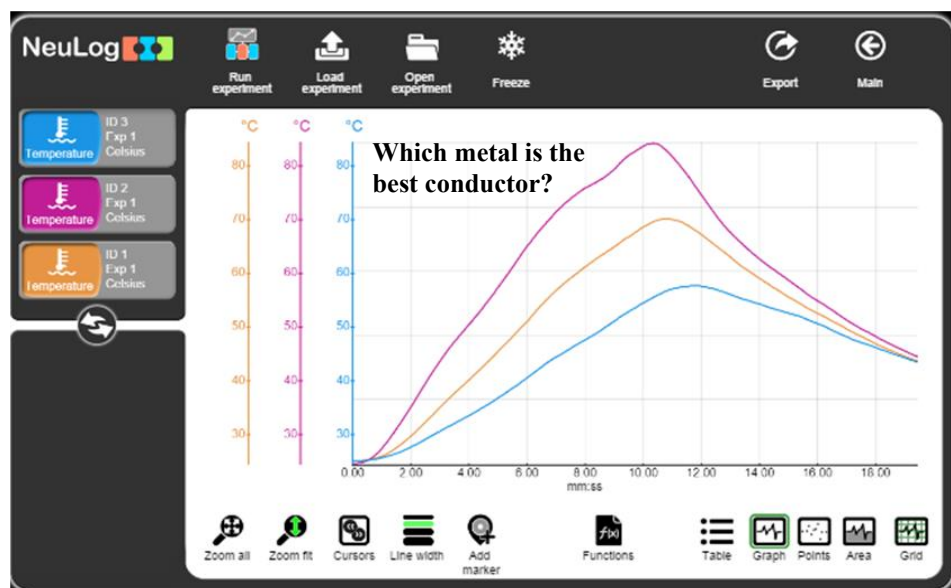 NeuLog
Run
experiment
Load
experiment
Open
experiment
Freeze
Export
Main
Temperature
ID 3
Exp 1
Celsius
Temperature
ID 2
Exp 1
Celsius
Temperature
ID 1
Exp 1
Celsius
°C °C °C
Which metal is the
best conductor?
80 80 80
70 70 70
60 60 60
50 50 50
40 40 40
30 30 30
0.00 2:00 4:00 6:00 8:00 10:00 12:00 14:00 16:00 18:00
mm:ss
Zoom all
Zoom fit
Cursors
Line width
Add
marker
f(x)
Functions
Table
Graph
Points
Area
Grid